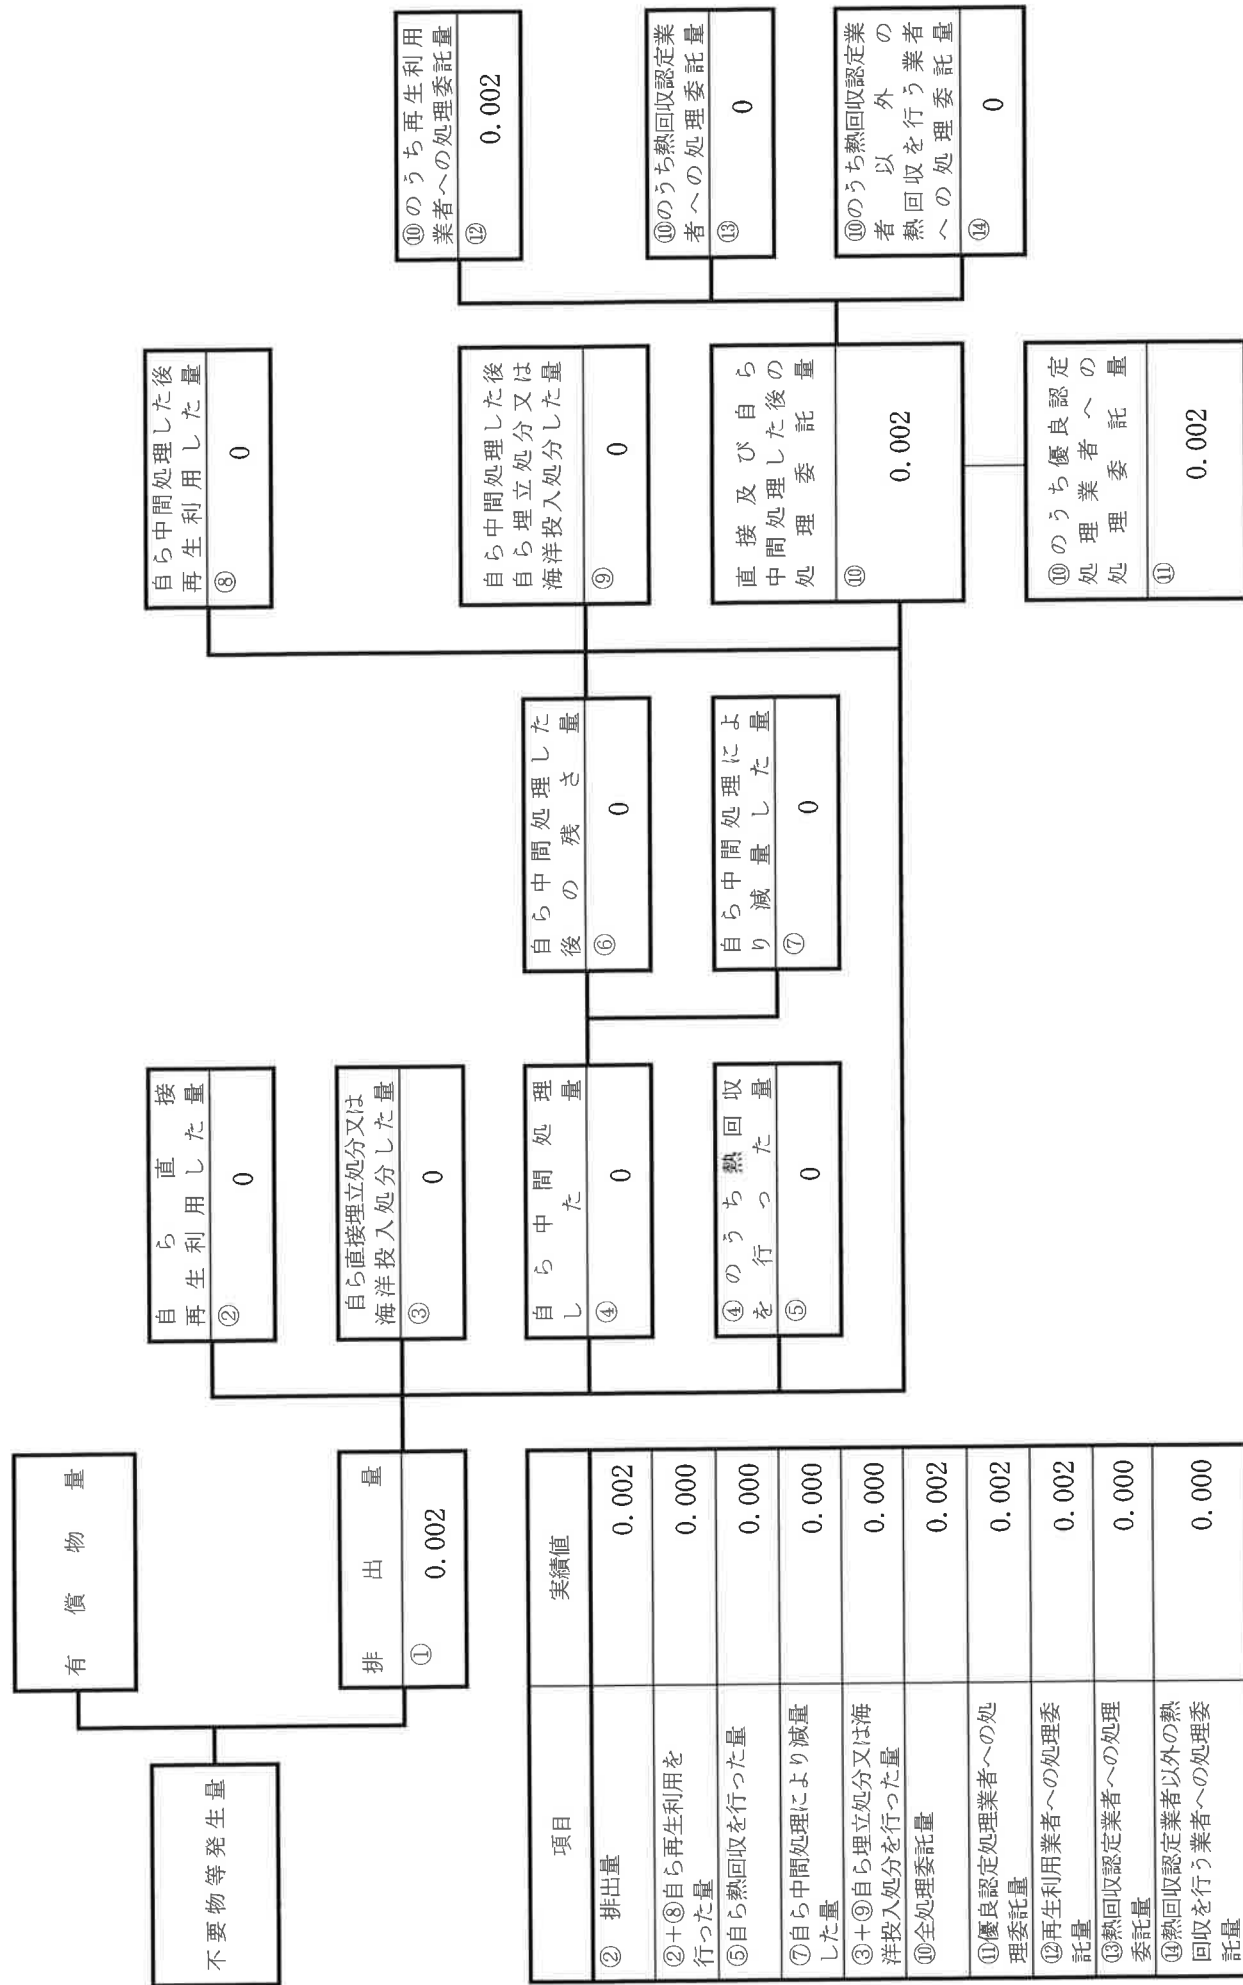 不要物等発生量
有償物量
排出量
①
0.002
自ら直接
再生利用した量
②
0
自ら直接埋立処分又は
海洋投入処分した量
③
0
自ら中間処理
した量
④
0
④のうち熱回収
を行った量
⑤
0
自ら中間処理した
後の残さ量
⑥
0
自ら中間処理によ
り減量した量
⑦
0
自ら中間処理した後
再生利用した量
⑧
0
自ら中間処理した後
自ら埋立処分又は
海洋投入処分した量
⑨
0
直接及び自ら
中間処理した後の
処理委託量
⑩
0.002
⑩のうち優良認定
処理業者への
処理委託量
⑪
0.002
⑩のうち再生利用
業者への処理委託量
⑫
0.002
⑩のうち熱回収認定業
者への処理委託量
⑬
0
⑩のうち熱回収認定業
者以外の
熱回収を行う業者
への処理委託量
⑭
0
項目 実績値
② 排出量 0.002
②+⑧自ら再生利用を
行った量 0.000
⑤自ら熱回収を行った量 0.000
⑦自ら中間処理により減量
した量 0.000
③+⑨自ら埋立処分又は海
洋投入処分を行った量 0.000
⑩全処理委託量 0.002
⑪優良認定処理業者への処
理委託量 0.002
⑫再生利用業者への処理委
託量 0.002
⑬熱回収認定業者への処理
委託量 0.000
⑭熱回収認定業者以外の熱
回収を行う業者への処理委
託量 0.000